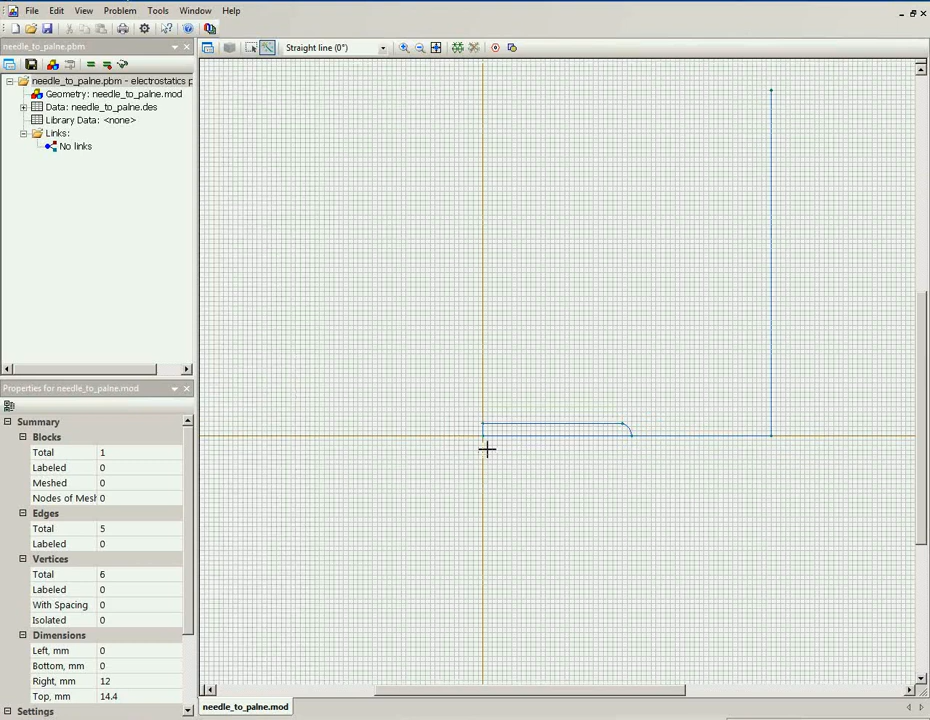 File Edit View Problem Tools Window Help
needle_to_palne.pbm
Straight line (0°)
needle_to_palne.pbm - electrostatics p
Geometry: needle_to_palne.mod
Data: needle_to_palne.des
Library Data: <none>
Links:
No links
Properties for needle_to_palne.mod
Summary
Blocks
Total 1
Labeled 0
Meshed 0
Nodes of Mesh 0
Edges
Total 5
Labeled 0
Vertices
Total 6
Labeled 0
With Spacing 0
Isolated 0
Dimensions
Left, mm 0
Bottom, mm 0
Right, mm 12
Top, mm 14.4
Settings
needle_to_palne.mod